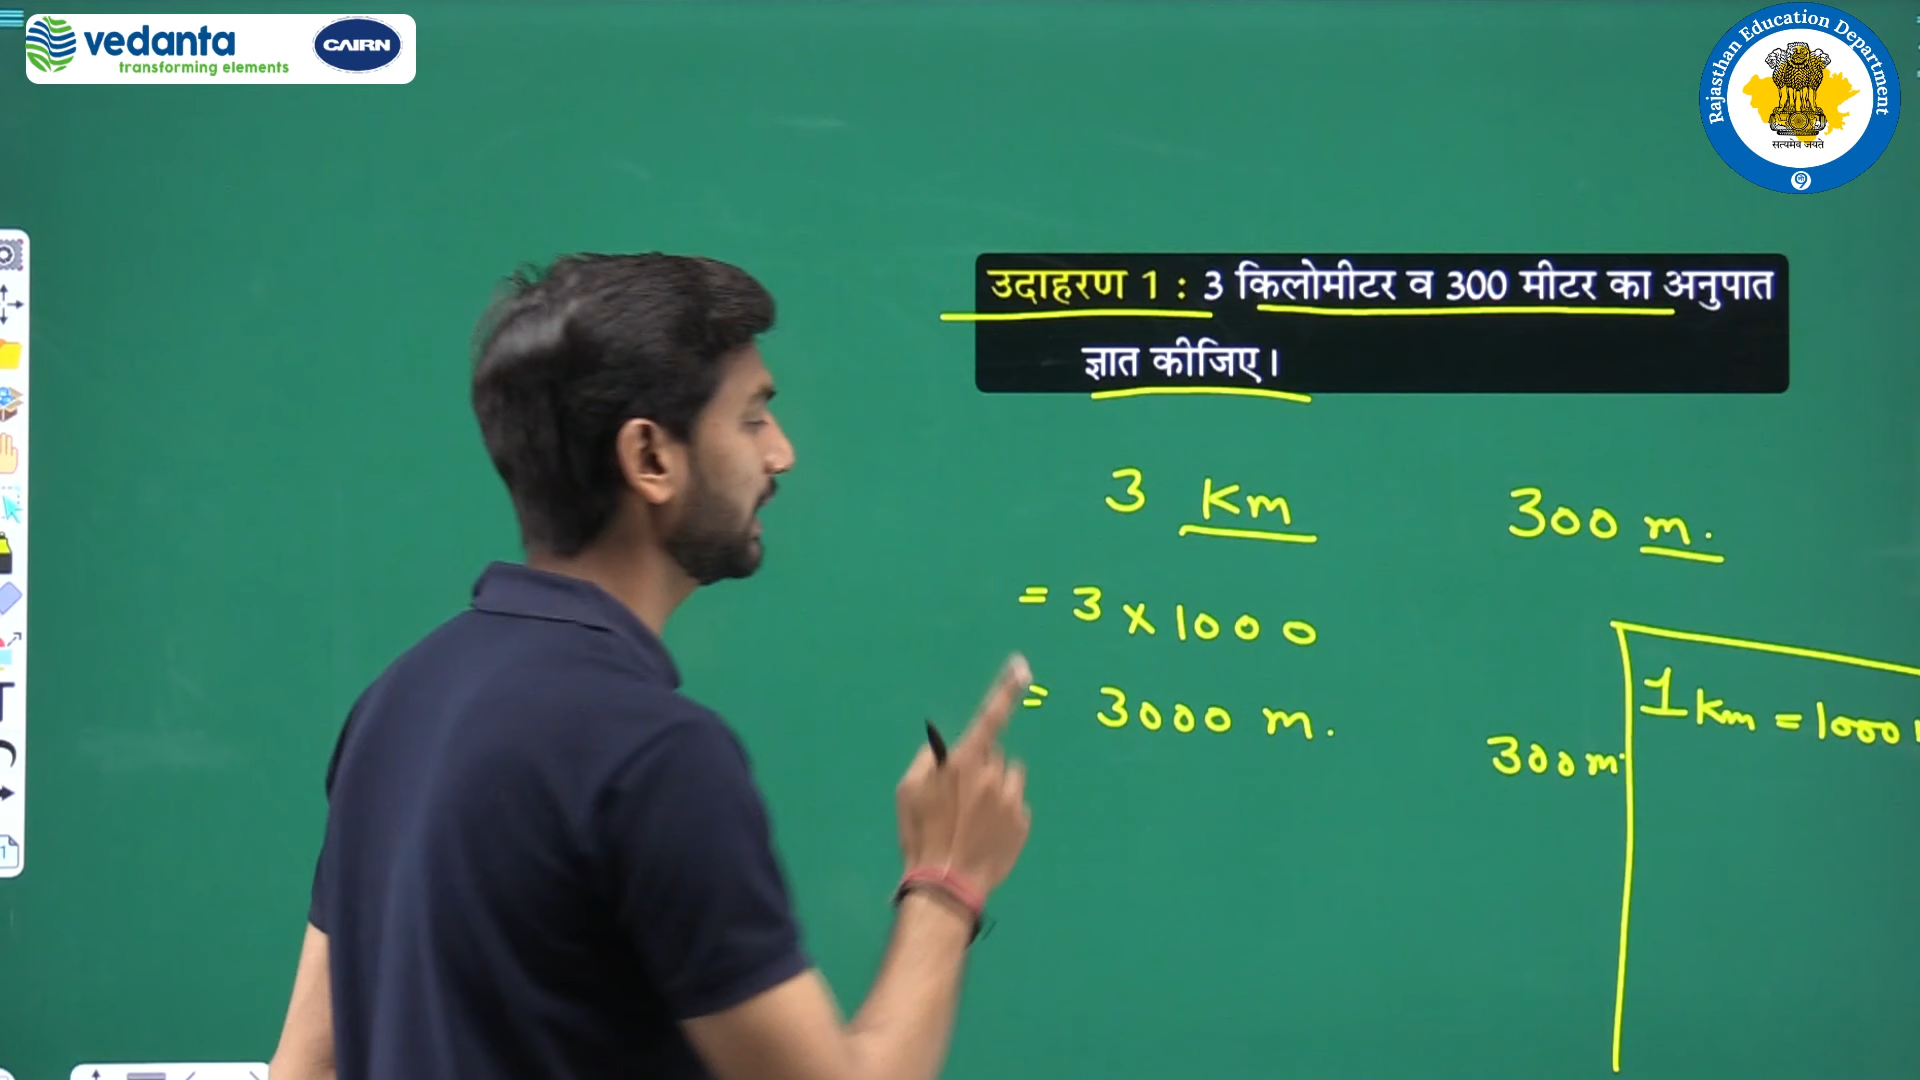 vedanta
transforming elements
CAIRN
Rajasthan Education Department
सत्यमेव जयते
उदाहरण 1 : 3 किलोमीटर व 300 मीटर का अनुपात
ज्ञात कीजिए।
3 Km
300 m.
= 3 x 1000
= 3000 m.
300 m.
1 Km = 1000